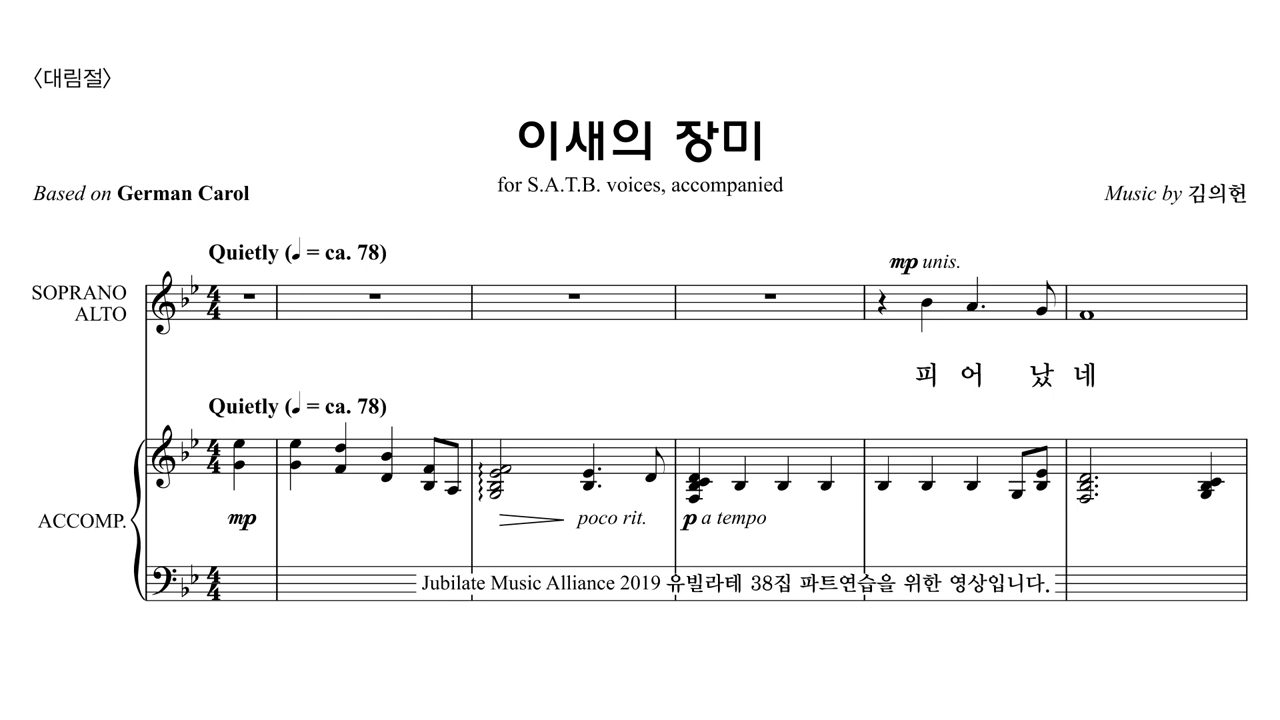 〈대림절〉
이새의 장미
for S.A.T.B. voices, accompanied
Based on German Carol
Music by 김의헌
Quietly (♩ = ca. 78)
mp unis.
SOPRANO
ALTO
피 어 났 네
Quietly (♩ = ca. 78)
ACCOMP.
mp poco rit. p a tempo
Jubilate Music Alliance 2019 유빌라테 38집 파트연습을 위한 영상입니다.